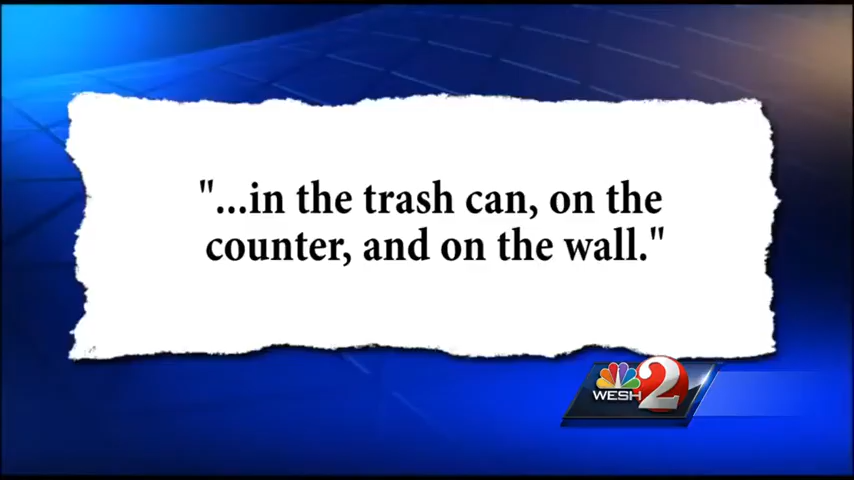 "...in the trash can, on the
counter, and on the wall."
WESH 2